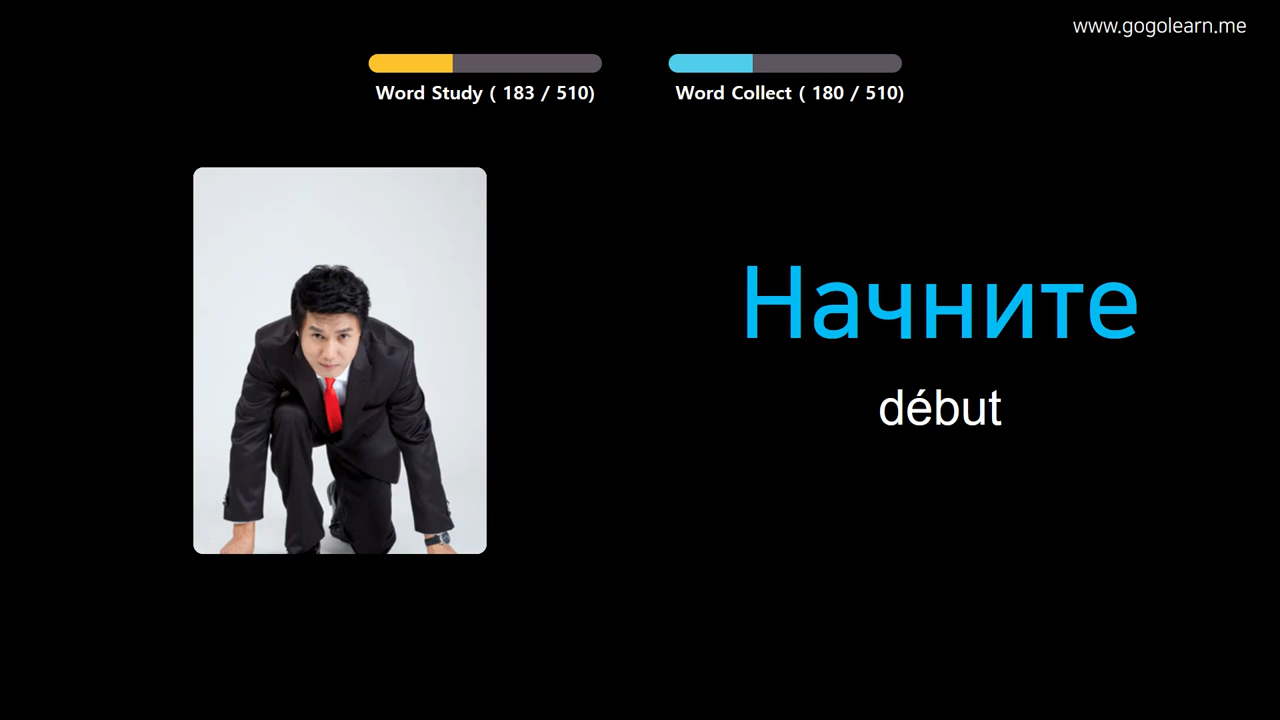 www.gogolearn.me
Word Study ( 183 / 510)
Word Collect ( 180 / 510)
Начните
début